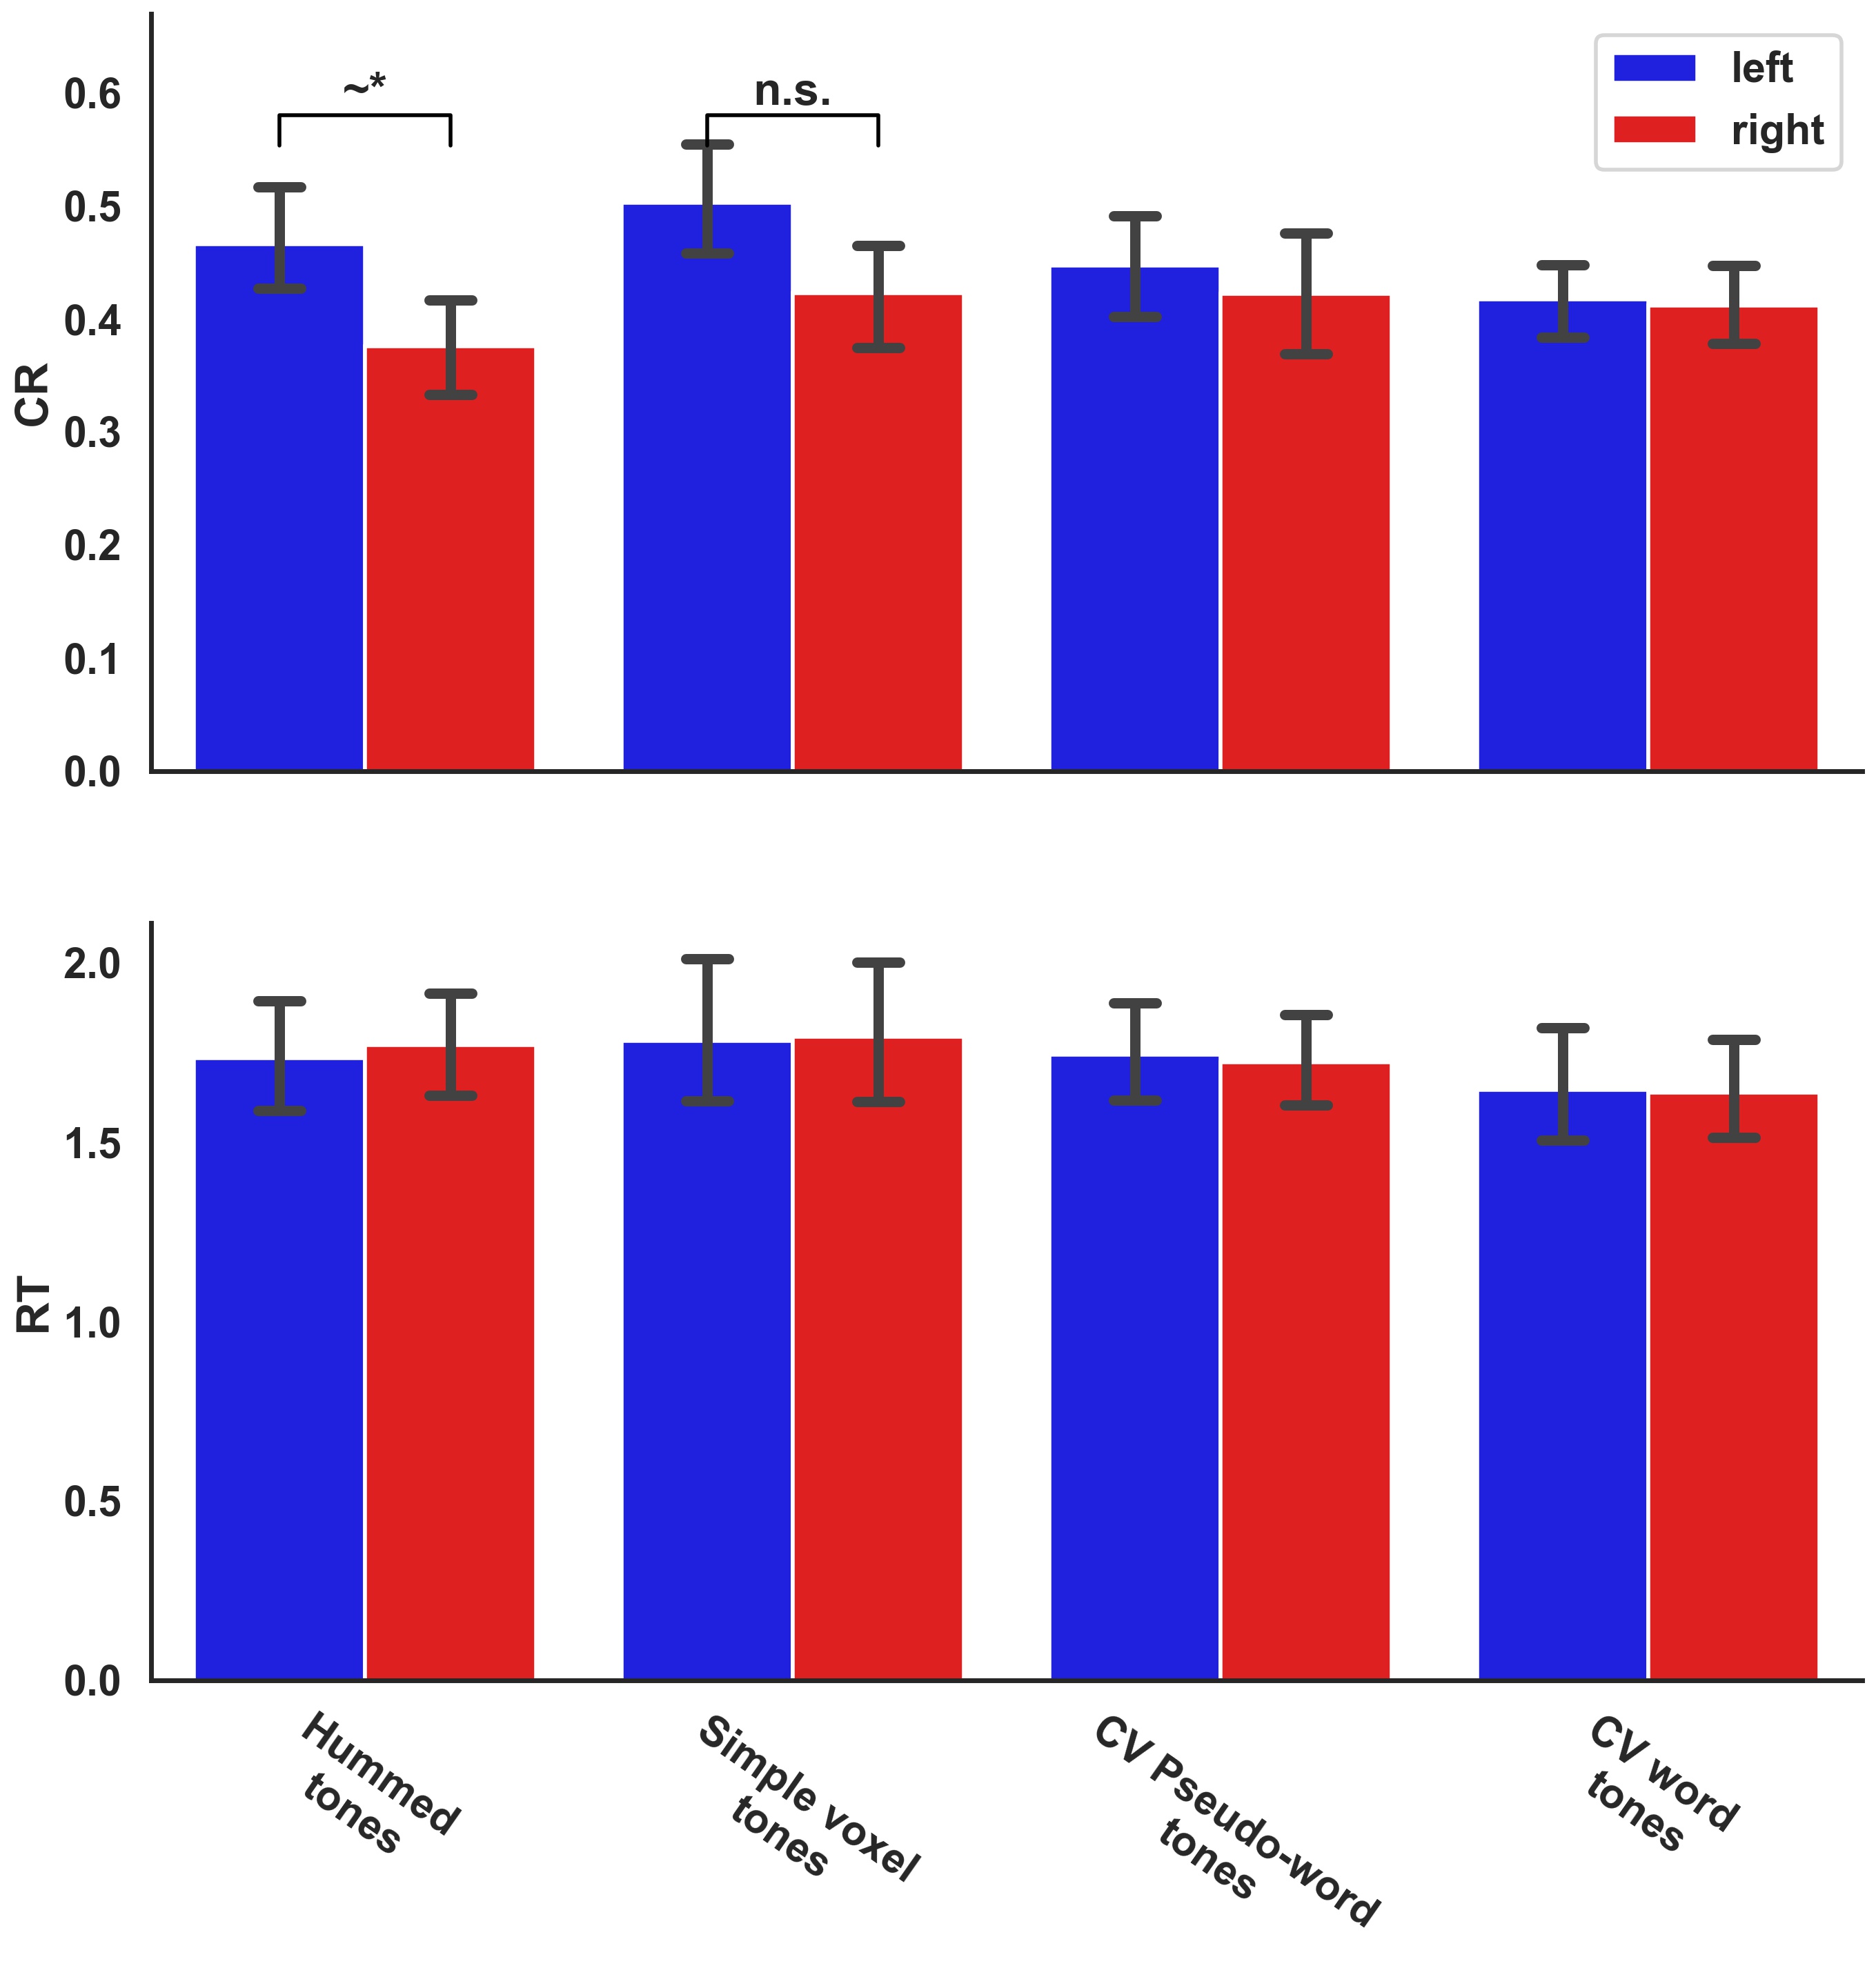 ~*
n.s.
left
right
0.6
0.5
0.4
0.3
0.2
0.1
0.0
CR
2.0
1.5
1.0
0.5
0.0
RT
Hummed
tones
Simple voxel
tones
CV Pseudo-word
tones
CV word
tones